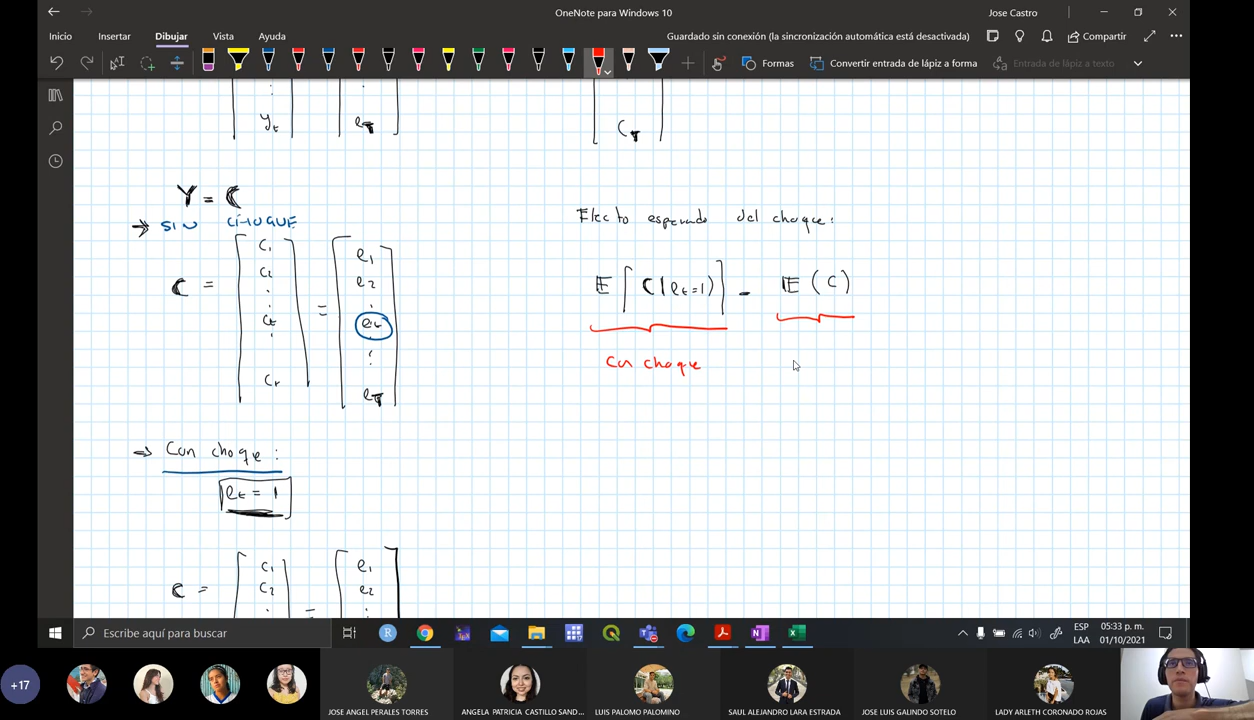 OneNote para Windows 10
Jose Castro
Inicio Insertar Dibujar Vista Ayuda
Guardado sin conexión (la sincronización automática está desactivada)
Compartir
Formas
Convertir entrada de lápiz a forma
Entrada de lápiz a texto
yt
eT
CT
Y = C
→ SIN CHOQUE
C = [ C1 C2 . . Ct . Cr ] = [ e1 e2 . et . : eT ]
⇒ Con choque :
et = 1
C = [ C1 C2 . = [ e1 e2 :
Efecto esperado del choque:
E [ C | et=1 ) ] - E ( C )
Con choque
Escribe aquí para buscar
ESP
LAA
05:33 p. m.
01/10/2021
+17
JOSE ANGEL PERALES TORRES
ANGELA PATRICIA CASTILLO SAND...
LUIS PALOMO PALOMINO
SAUL ALEJANDRO LARA ESTRADA
JOSE LUIS GALINDO SOTELO
LADY ARLETH CORONADO ROJAS